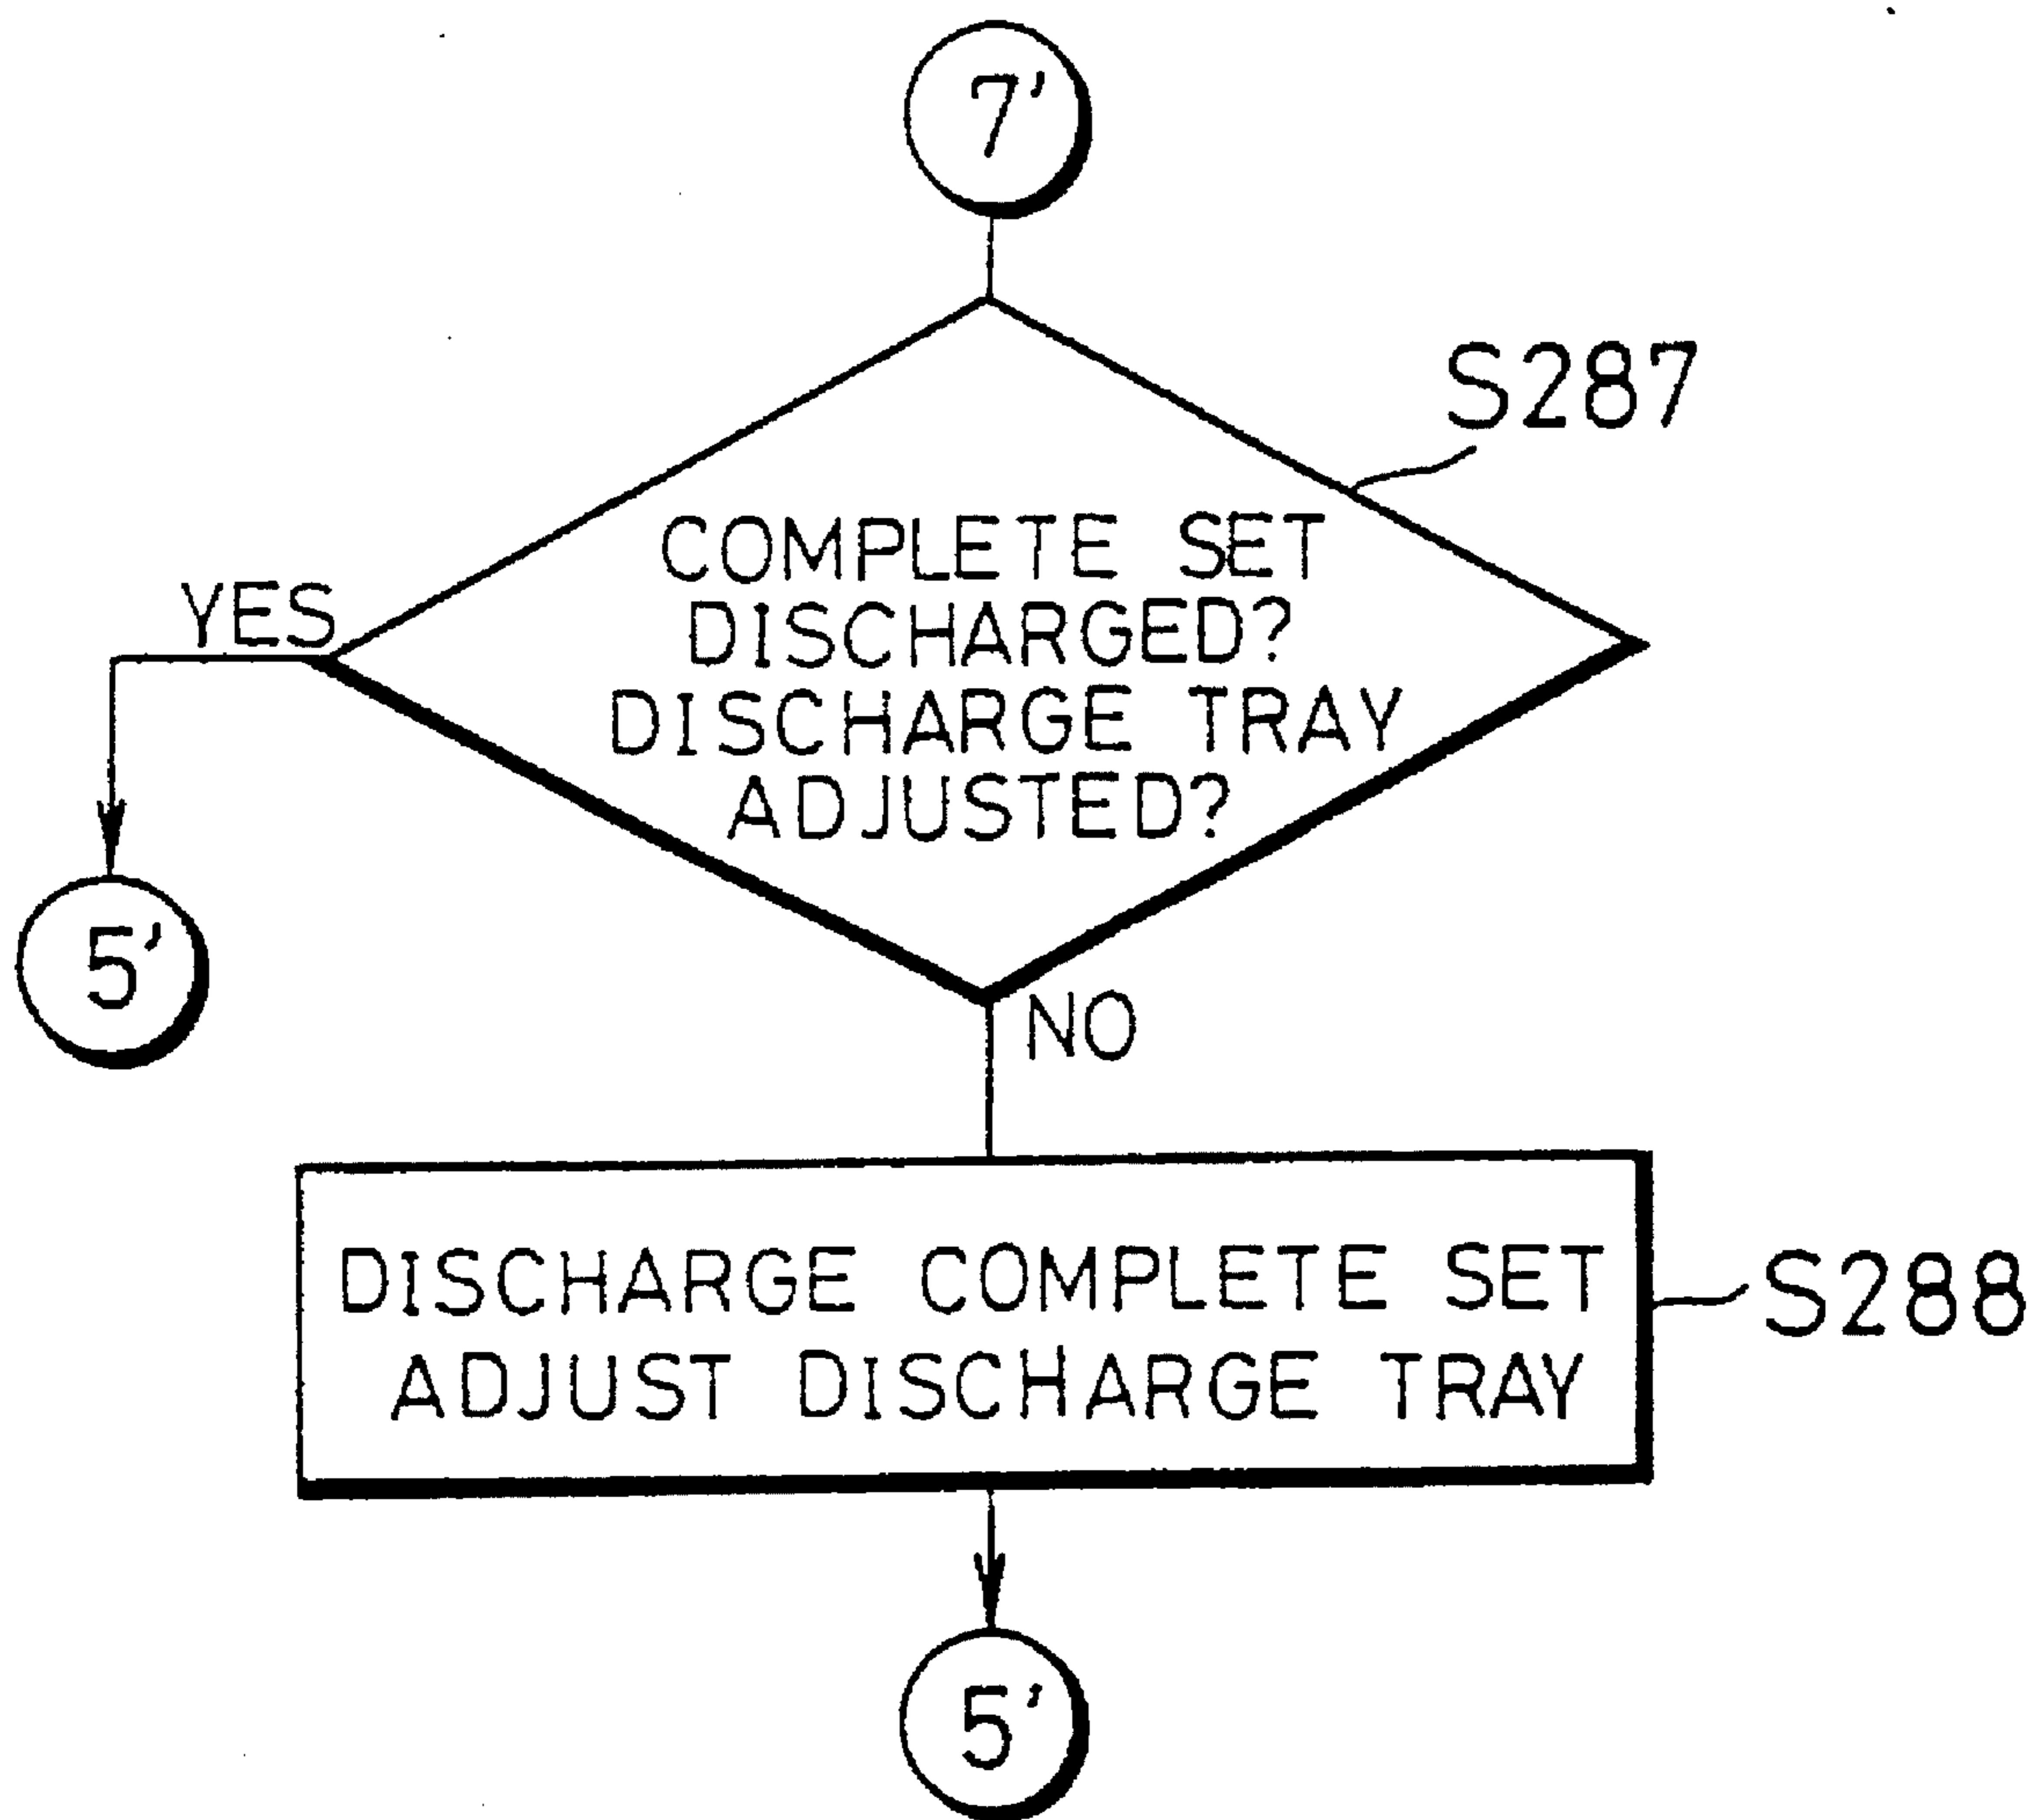 7'
S287
COMPLETE SET
DISCHARGED?
DISCHARGE TRAY
ADJUSTED?
YES
5'
NO
DISCHARGE COMPLETE SET
ADJUST DISCHARGE TRAY
S288
5'